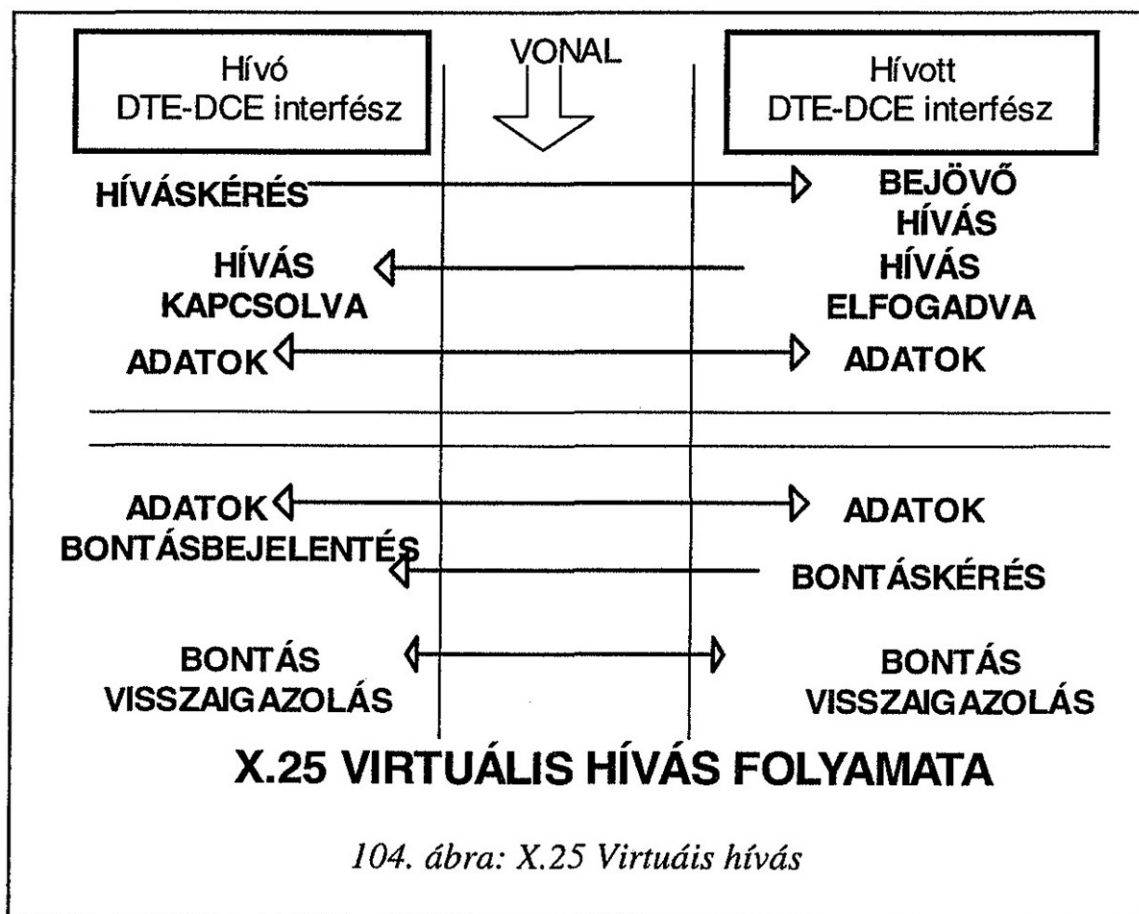 Hívó
DTE-DCE interfész
VONAL
Hívott
DTE-DCE interfész
HÍVÁSKÉRÉS
BEJÖVŐ
HÍVÁS
HÍVÁS
KAPCSOLVA
HÍVÁS
ELFOGADVA
ADATOK
ADATOK
ADATOK
ADATOK
BONTÁSBEJELENTÉS
BONTÁSKÉRÉS
BONTÁS
VISSZAIGAZOLÁS
BONTÁS
VISSZAIGAZOLÁS
X.25 VIRTUÁLIS HÍVÁS FOLYAMATA
104. ábra: X.25 Virtuáis hívás